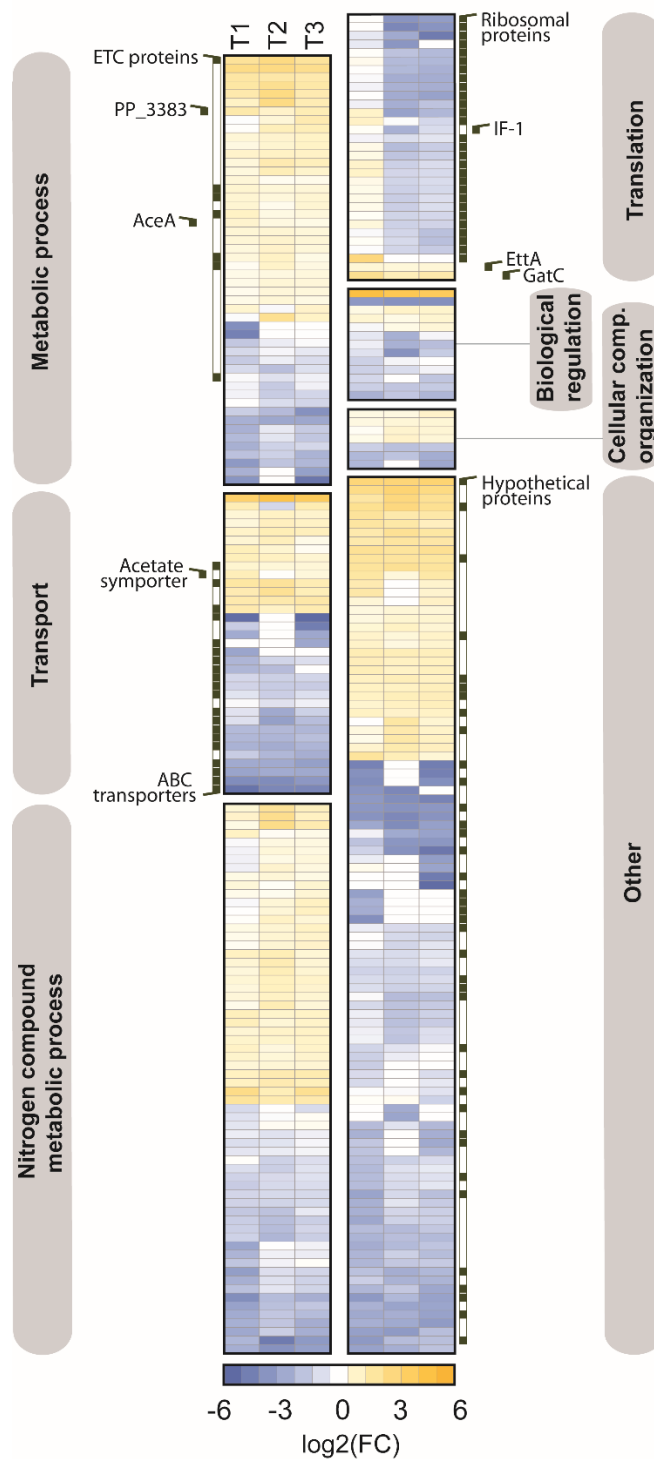 T1 T2 T3
ETC proteins
PP_3383
AceA
Metabolic process
Acetate
symporter
Transport
ABC
transporters
Nitrogen compound
metabolic process
Ribosomal
proteins
IF-1
EttA
GatC
Translation
Biological
regulation
Cellular comp.
organization
Hypothetical
proteins
Other
-6 -3 0 3 6
log2(FC)